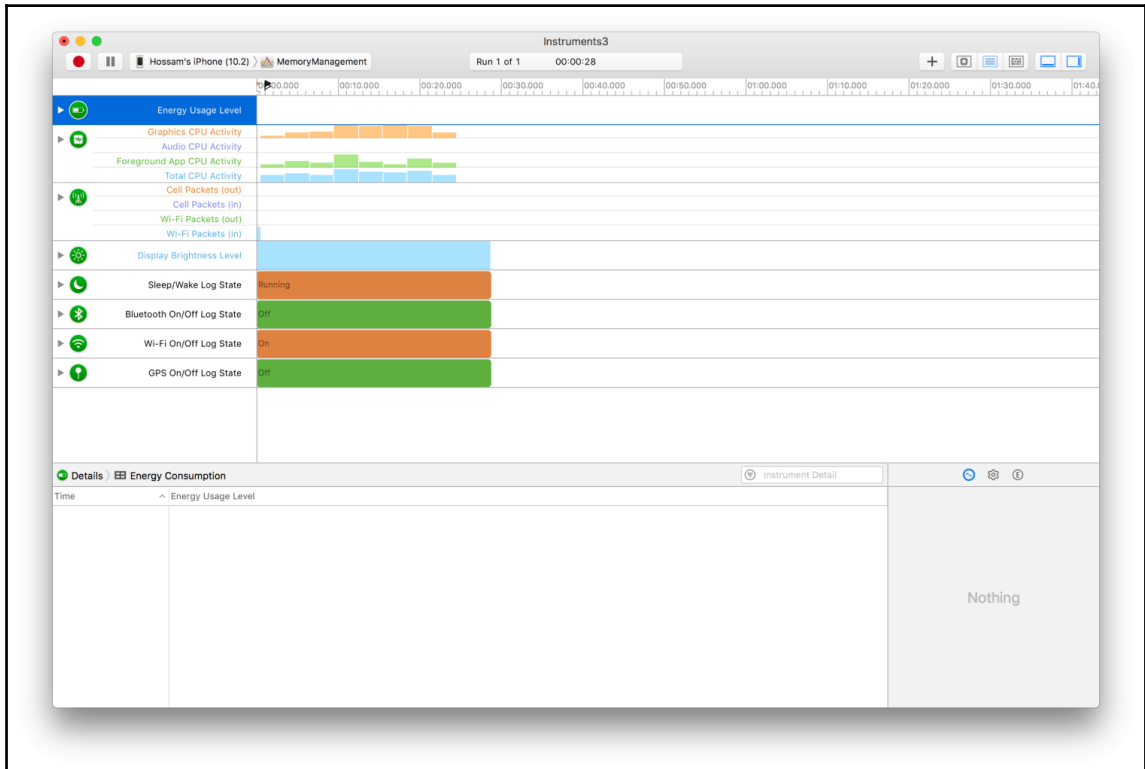 Instruments3
Hossam's iPhone (10.2) MemoryManagement Run 1 of 1 00:00:28
00:10.000 00:20.000 00:30.000 00:40.000 00:50.000 01:00.000 01:10.000 01:20.000 01:30.000
Energy Usage Level
Graphics CPU Activity
Audio CPU Activity
Foreground App CPU Activity
Total CPU Activity
Cell Packets (out)
Cell Packets (in)
Wi-Fi Packets (out)
Wi-Fi Packets (in)
Display Brightness Level
Sleep/Wake Log State Running
Bluetooth On/Off Log State Off
Wi-Fi On/Off Log State On
GPS On/Off Log State Off
Details Energy Consumption Instrument Detail E
Time Energy Usage Level
Nothing